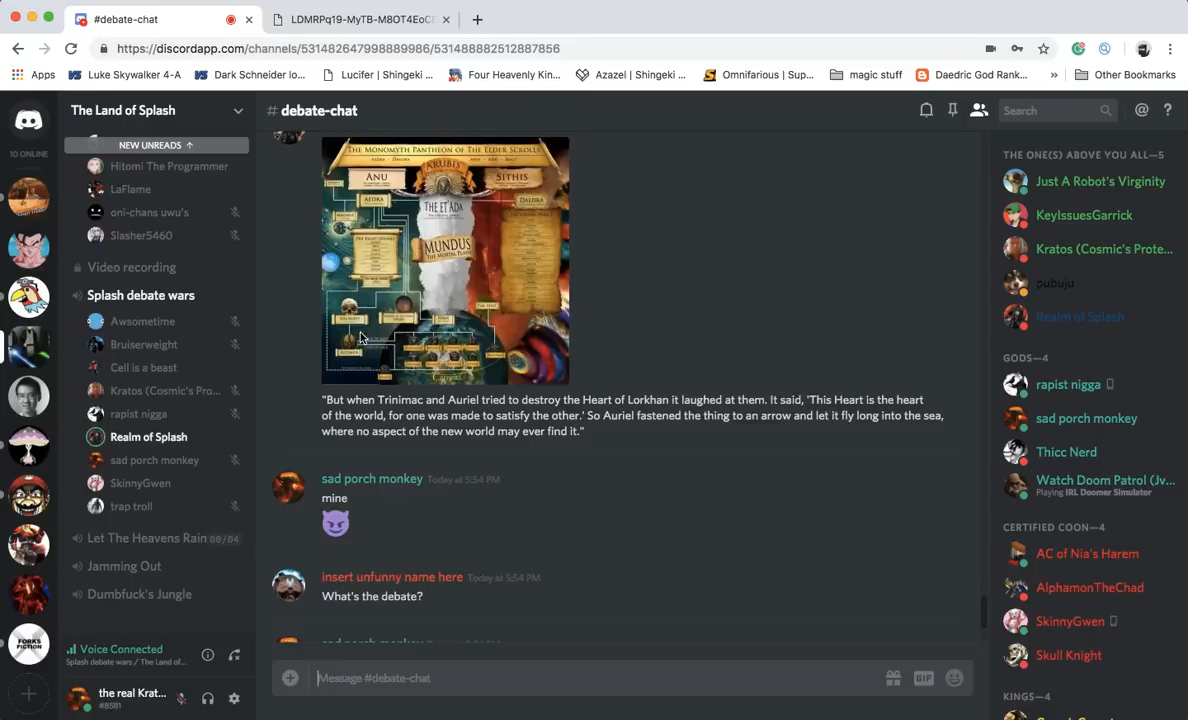 #debate-chat
LDMRPq19-MyTB-M8OT4EoC
https://discordapp.com/channels/531482647998889986/531488882512887856
Apps
Luke Skywalker 4-A
Dark Schneider lo...
Lucifer | Shingeki ...
Four Heavenly Kin...
Azazel | Shingeki ...
Omnifarious | Sup...
magic stuff
Daedric God Rank...
»
Other Bookmarks
10 ONLINE
The Land of Splash
NEW UNREADS ↑
Hitomi The Programmer
LaFlame
oni-chans uwu's
Slasher5460
Video recording
Splash debate wars
Awsometime
Bruiserweight
Cell is a beast
Kratos (Cosmic's Pro...
rapist nigga
Realm of Splash
sad porch monkey
SkinnyGwen
trap troll
Let The Heavens Rain 00/04
Jamming Out
Dumbfuck's Jungle
Voice Connected
Splash debate wars / The Land of...
the real Krat...
#8581
FORKS
FICTION
# debate-chat
Search
THE MONOMYTH PANTHEON OF THE ELDER SCROLLS
ANU
ANUBIS
SITHIS
AEDRA
THE ET'ADA
DAEDRA
MUNDUS
THE MORTAL PLANE
"But when Trinimac and Auriel tried to destroy the Heart of Lorkhan it laughed at them. It said, 'This Heart is the heart
of the world, for one was made to satisfy the other.' So Auriel fastened the thing to an arrow and let it fly long into the sea,
where no aspect of the new world may ever find it."
sad porch monkey Today at 5:54 PM
mine
insert unfunny name here Today at 5:54 PM
What's the debate?
Message #debate-chat
GIF
THE ONE(S) ABOVE YOU ALL—5
Just A Robot's Virginity
KeyIssuesGarrick
Kratos (Cosmic's Prote...
pubuju
Realm of Splash
GODS—4
rapist nigga
sad porch monkey
Thicc Nerd
Watch Doom Patrol (Jv...
Playing IRL Doomer Simulator
CERTIFIED COON—4
AC of Nia's Harem
A!phamonTheChad
SkinnyGwen
Skull Knight
KINGS—4